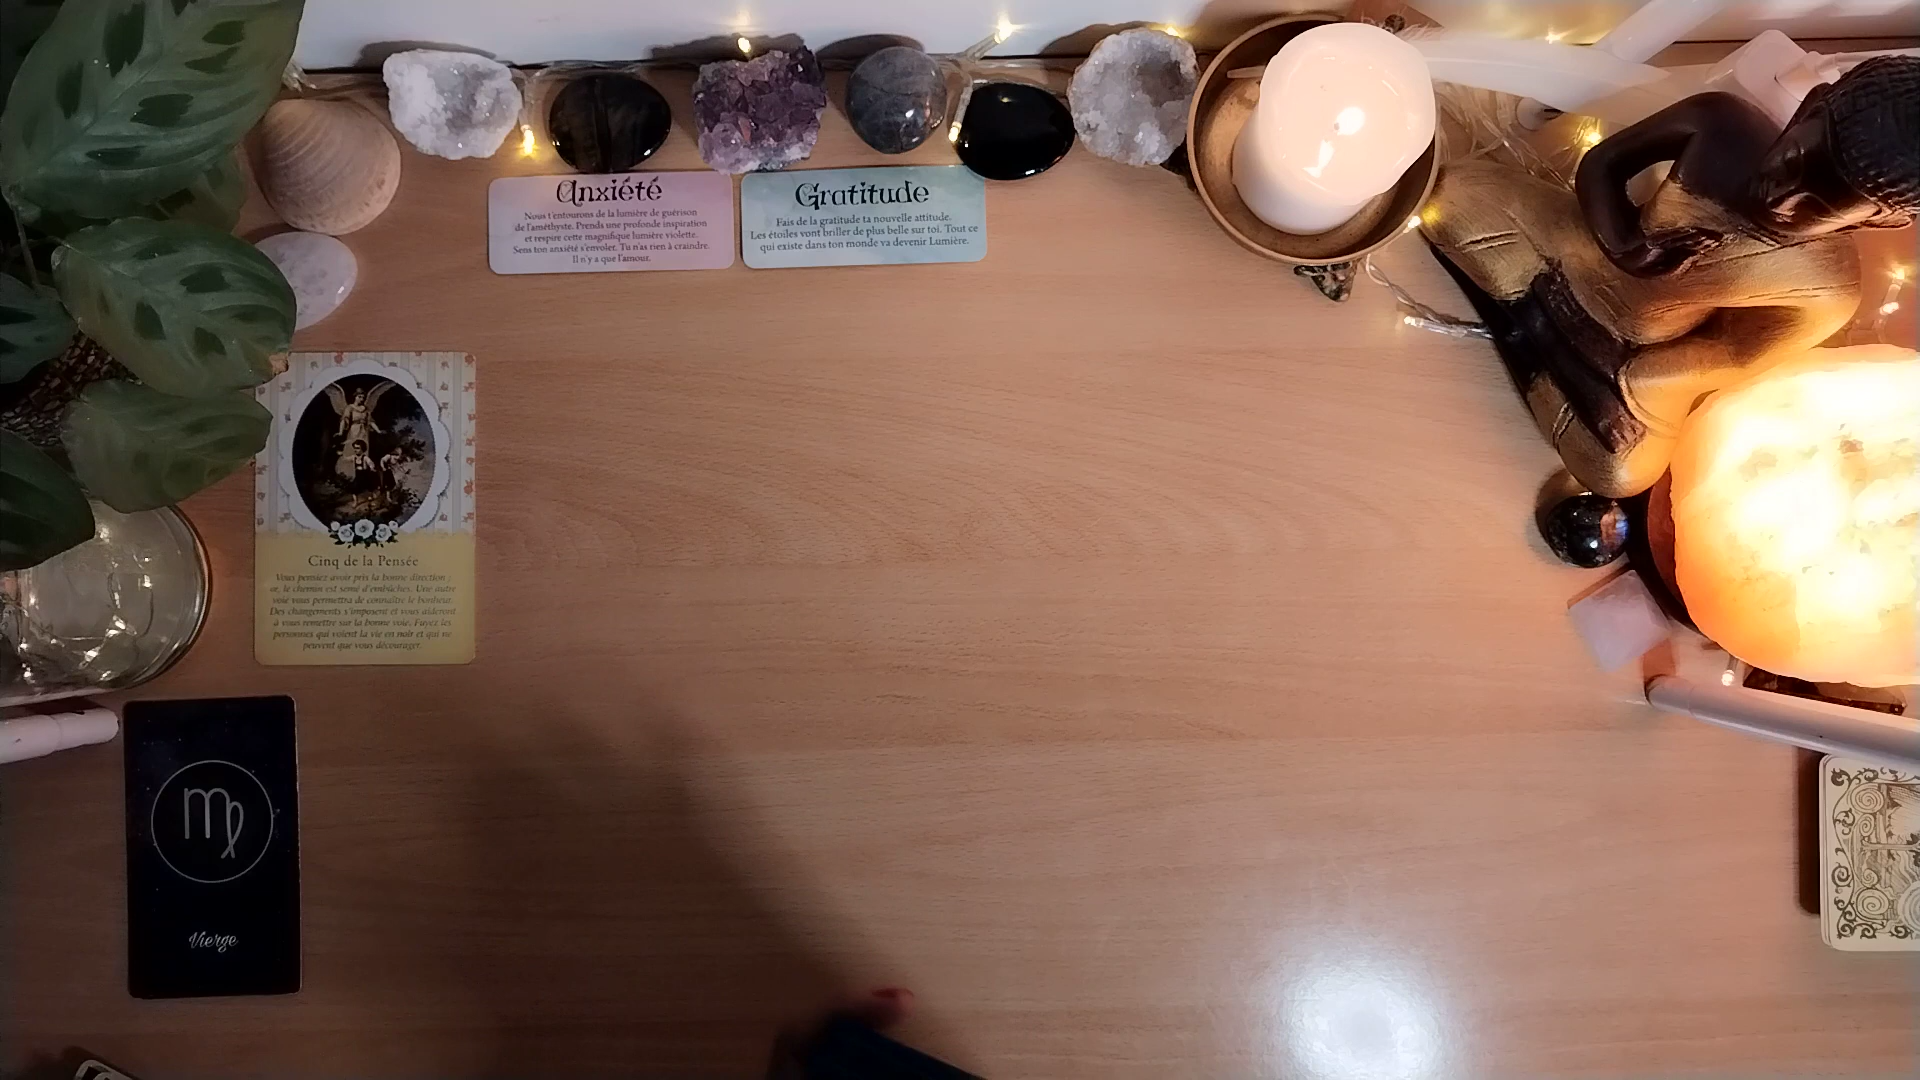 Anxiété
Nous t'entourons de la lumière de guérison
de l'améthyste. Prends une profonde inspiration
et respire cette magnifique lumière violette.
Sens ton anxiété s'envoler. Tu n'as rien à craindre.
Il n'y a que l'amour.
Gratitude
Fais de la gratitude ta nouvelle attitude.
Les étoiles vont briller de plus belle sur toi. Tout ce
qui existe dans ton monde va devenir Lumière.
Cinq de la Pensée
Vous pensiez avoir pris la bonne direction ;
or, le chemin est semé d'embûches. Une autre
voie vous permettra de connaître le bonheur.
Des changements s'imposent et vous aideront
à vous remettre sur la bonne voie. Fuyez les
personnes qui voient la vie en noir et qui ne
peuvent que vous décourager.
Vierge